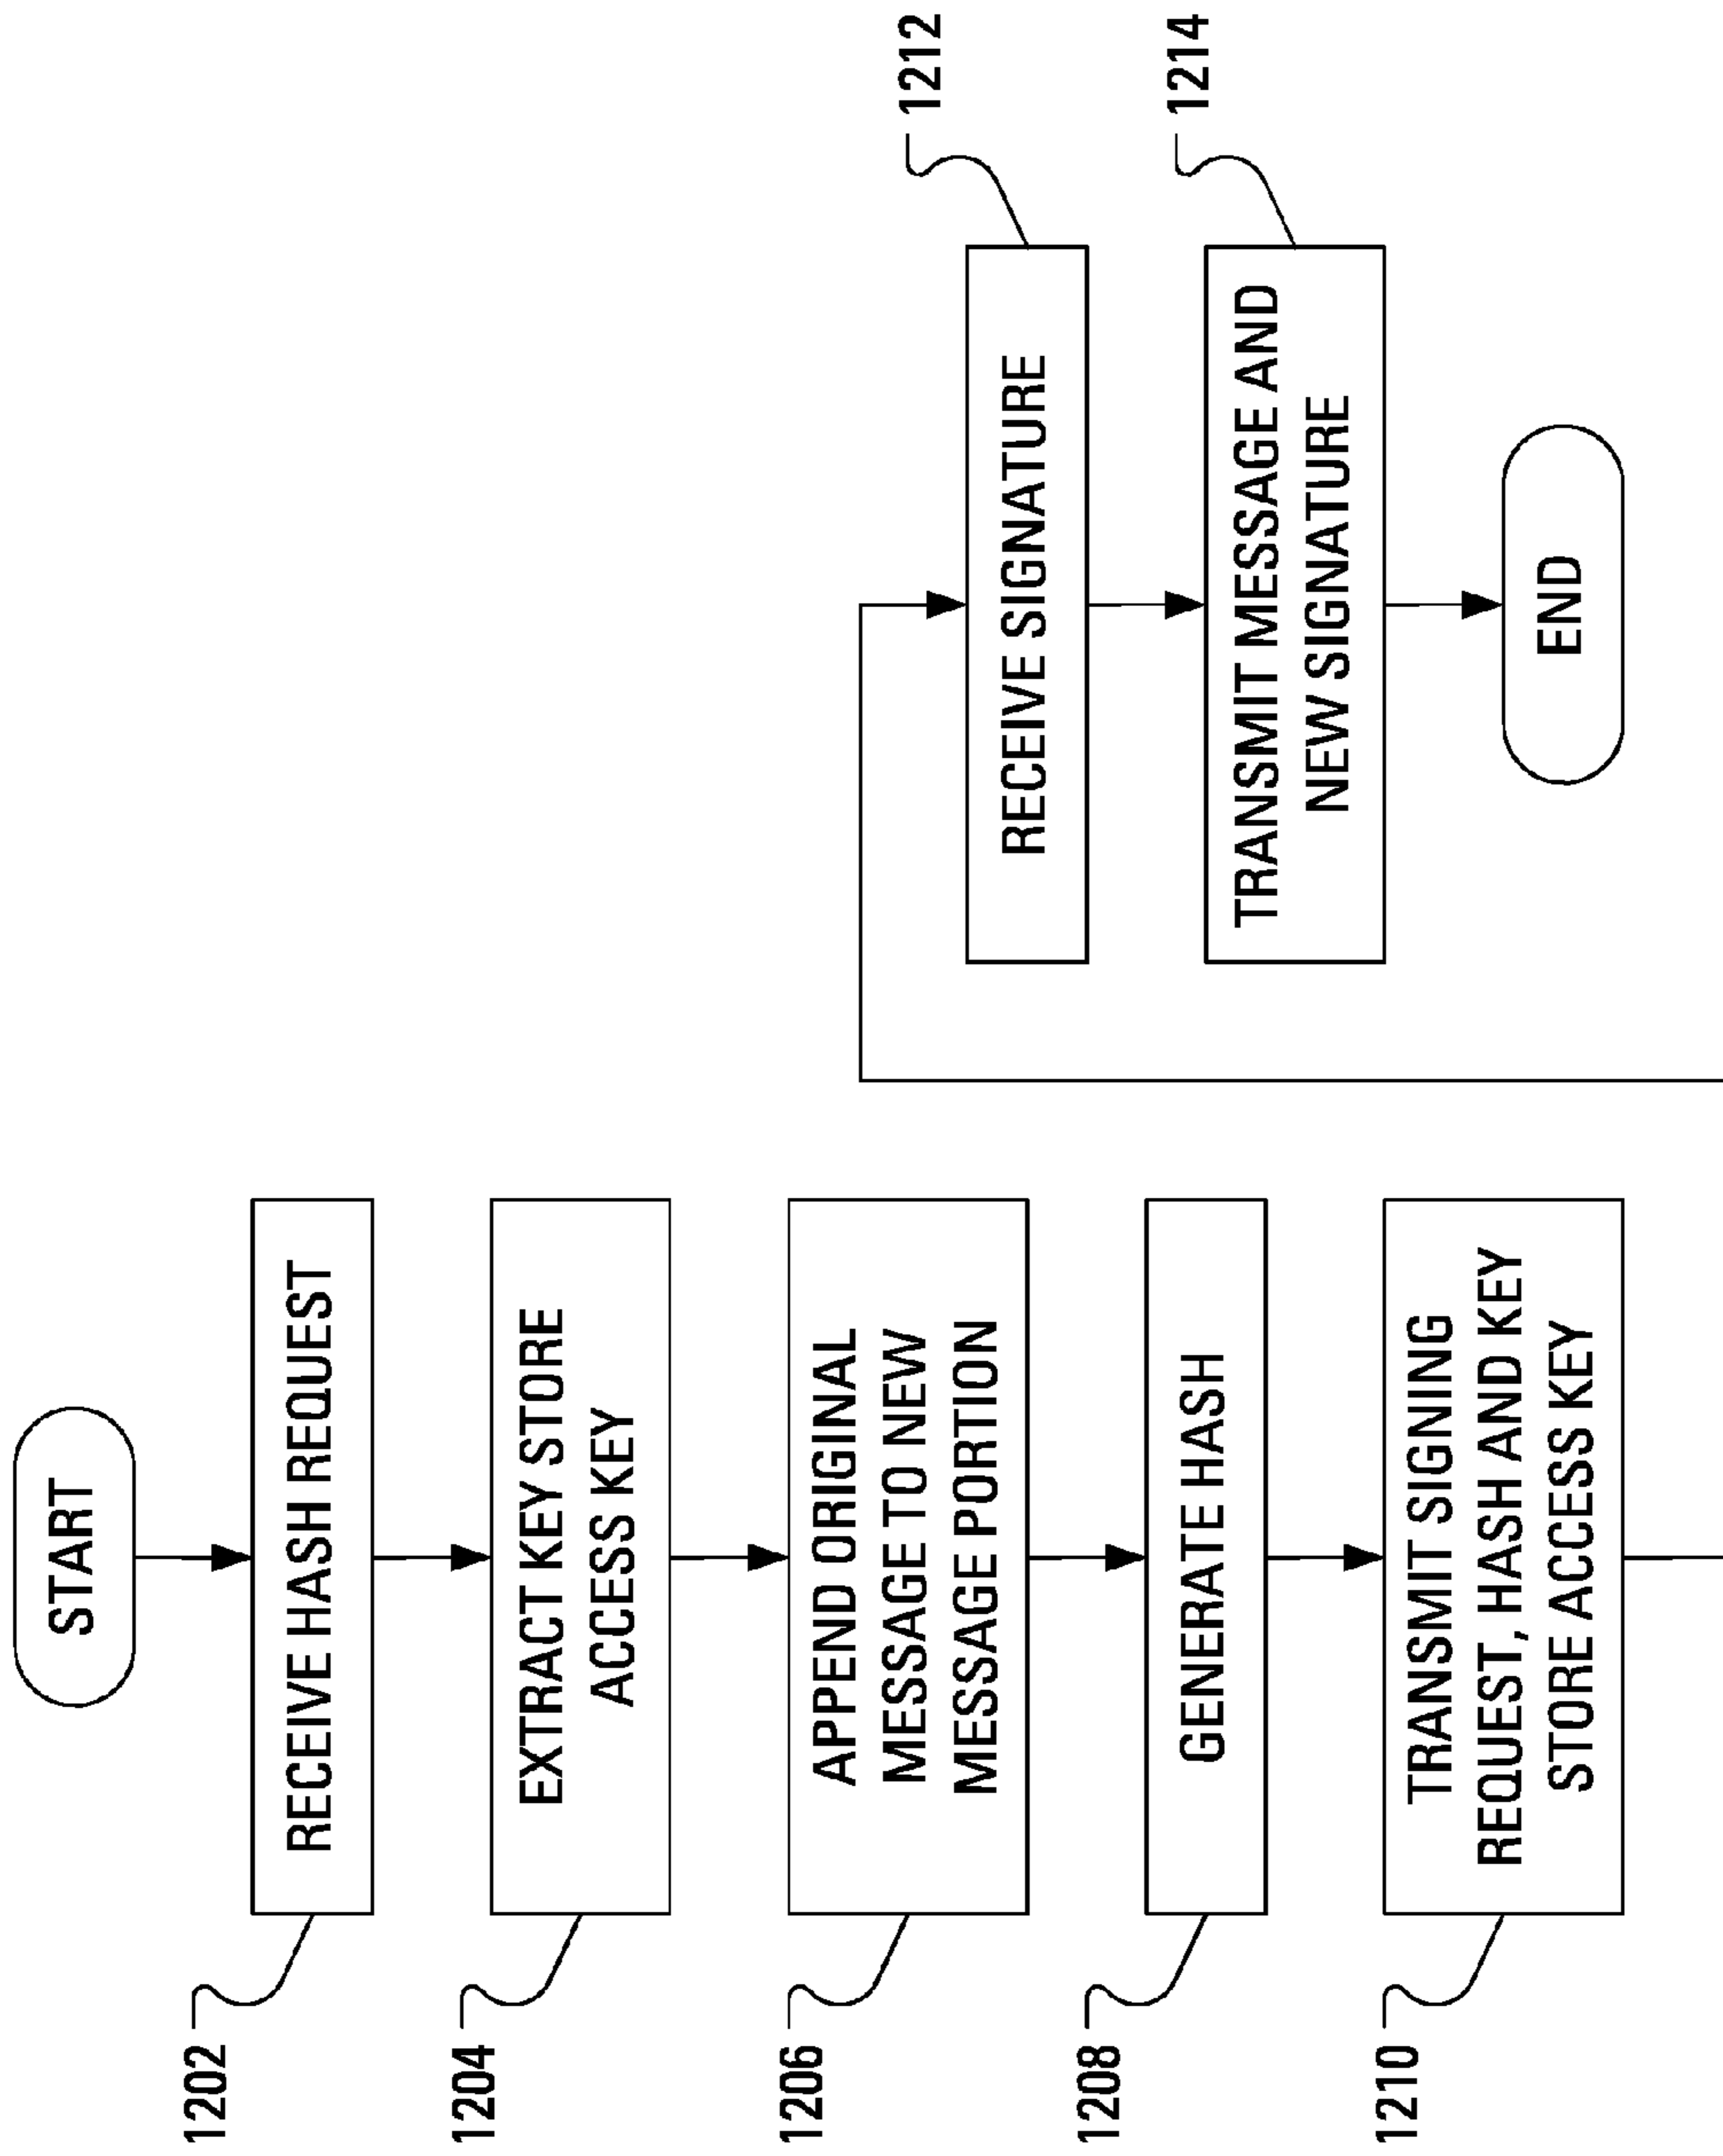 START
1202
RECEIVE HASH REQUEST
1204
EXTRACT KEY STORE
ACCESS KEY
1206
APPEND ORIGINAL
MESSAGE TO NEW
MESSAGE PORTION
1208
GENERATE HASH
1210
TRANSMIT SIGNING
REQUEST, HASH AND KEY
STORE ACCESS KEY
RECEIVE SIGNATURE
1212
TRANSMIT MESSAGE AND
NEW SIGNATURE
1214
END